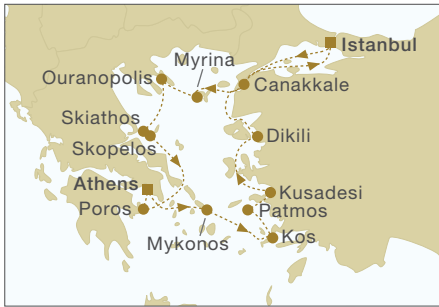 Istanbul
Myrina
Ouranopolis
Canakkale
Skiathos
Skopelos
Dikili
Athens
Kusadesi
Poros
Patmos
Mykonos
Kos